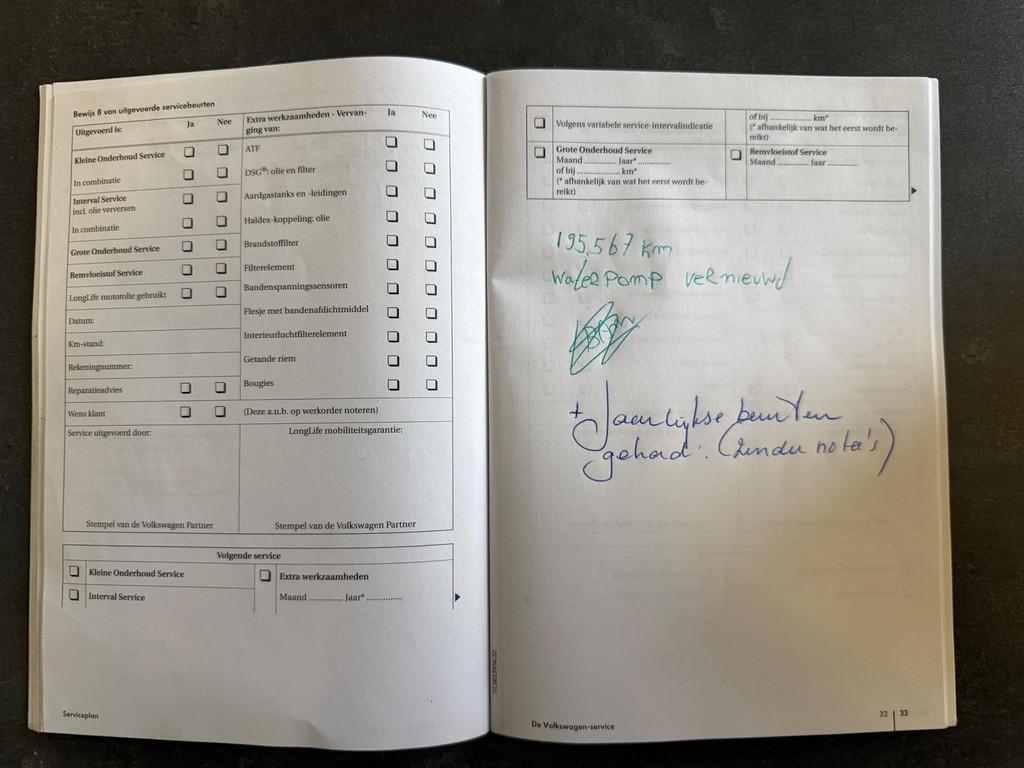 Bewijs 8 van uitgevoerde servicebeurten
Uitgevoerd is: Ja Nee
Kleine Onderhoud Service
In combinatie
Interval Service
incl. olie verversen
In combinatie
Grote Onderhoud Service
Remvloeistof Service
LongLife motorolie gebruikt
Datum:
Km-stand:
Rekeningnummer:
Reparatieadvies
Wens klant
Extra werkzaamheden - Vervan-
ging van: Ja Nee
ATF
DSG®: olie en filter
Aardgastanks en -leidingen
Haldex-koppeling: olie
Brandstoffilter
Filterelement
Bandenspanningssensoren
Flesje met bandenafdichtmiddel
Interieurluchtfilterelement
Getande riem
Bougies
(Deze a.u.b. op werkorder noteren)
Service uitgevoerd door:
Stempel van de Volkswagen Partner
LongLife mobiliteitsgarantie:
Stempel van de Volkswagen Partner
Volgende service
Kleine Onderhoud Service
Interval Service
Extra werkzaamheden
Maand .............. Jaar* ..............
Serviceplan
Volgens variabele service-intervalindicatie
of bij ................ km*
(* afhankelijk van wat het eerst wordt be-
reikt)
Grote Onderhoud Service
Maand ............. Jaar* .............
of bij ................. km*
(* afhankelijk van wat het eerst wordt be-
reikt)
Remvloeistof Service
Maand ............. Jaar .............
195.567 km
waterpomp vernieuwd
+ Jaarlijkse beurten
gehad. (zonder nota's)
De Volkswagen-service
32 | 33